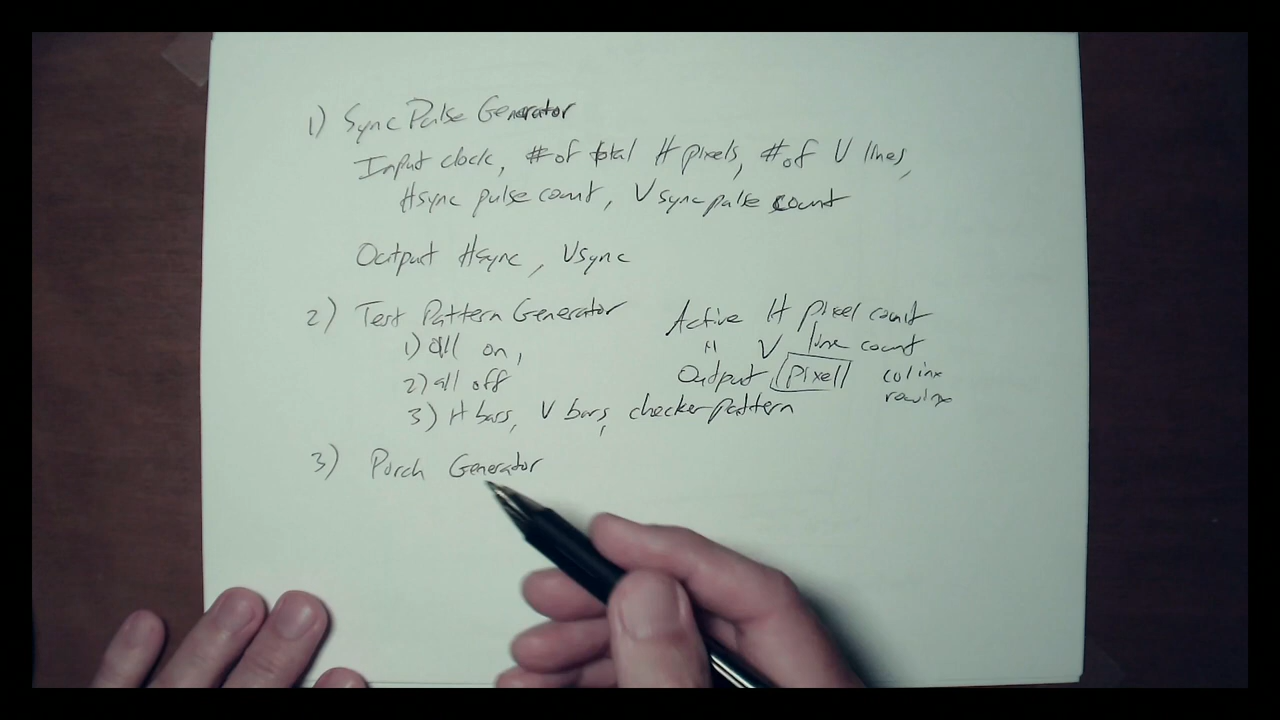 1) Sync Pulse Generator
Input clock, # of total H pixels, # of V lines,
Hsync pulse count, Vsync pulse count
Output Hsync, Vsync
2) Test Pattern Generator
1) all on,
2) all off
3) H bars, V bars, checker pattern
Active H pixel count
" V line count
Output pixel colinx
rowinx
3) Porch Generator